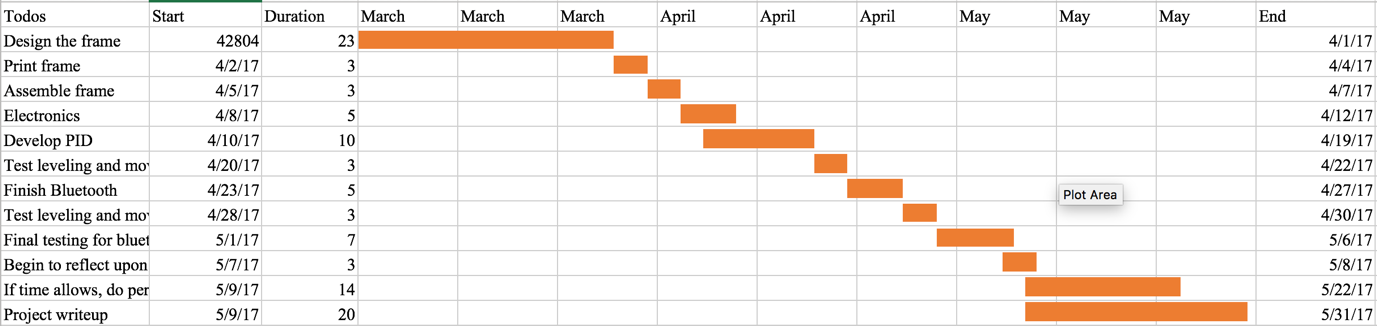 Todos Start Duration March March March April April April May May May End
Design the frame 42804 23 4/1/17
Print frame 4/2/17 3 4/4/17
Assemble frame 4/5/17 3 4/7/17
Electronics 4/8/17 5 4/12/17
Develop PID 4/10/17 10 4/19/17
Test leveling and mov 4/20/17 3 4/22/17
Finish Bluetooth 4/23/17 5 4/27/17
Plot Area
Test leveling and mov 4/28/17 3 4/30/17
Final testing for bluet 5/1/17 7 5/6/17
Begin to reflect upon 5/7/17 3 5/8/17
If time allows, do per 5/9/17 14 5/22/17
Project writeup 5/9/17 20 5/31/17